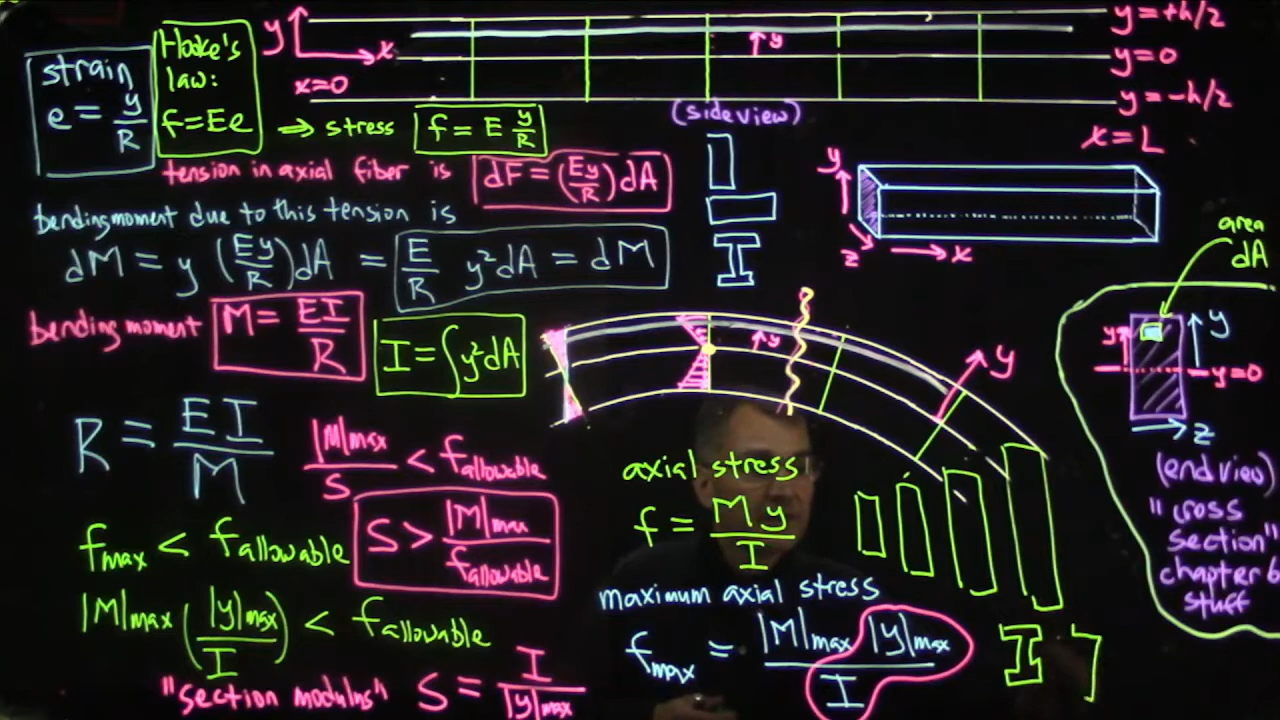 strain
e = y/R
Hooke's
law:
f = Ee
⇒ stress f = E y/R
y
x
x=0
y
y=+h/2
y=0
y=-h/2
x=L
(side view)
tension in axial fiber is dF = (Ey/R) dA
bending moment due to this tension is
dM = y (Ey/R) dA = E/R y²dA = dM
bending moment M = EI/R I = ∫y²dA
y
z
x
area
dA
y
y
y=0
z
(end view)
"cross
section"
chapter 6
stuff
y
y
R = EI/M
|M|max/S < fallowable
S > |M|max/fallowable
fmax < fallowable
|M|max (|y|max/I) < fallowable
"section modulus" S = I/|y|max
axial stress
f = My/I
maximum axial stress
fmax = |M|max |y|max/I